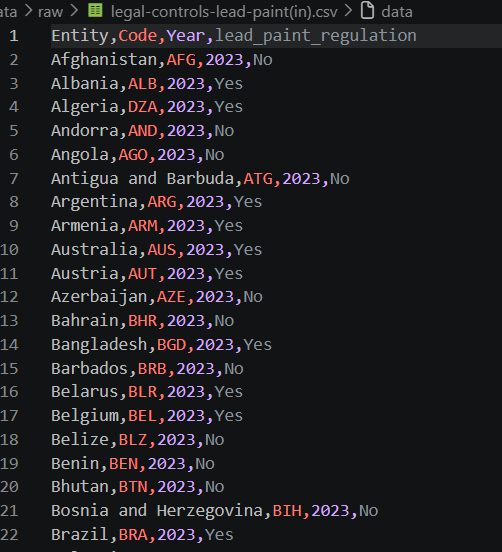 ata > raw > legal-controls-lead-paint(in).csv > data
1 Entity,Code,Year,lead_paint_regulation
2 Afghanistan,AFG,2023,No
3 Albania,ALB,2023,Yes
4 Algeria,DZA,2023,Yes
5 Andorra,AND,2023,No
6 Angola,AGO,2023,No
7 Antigua and Barbuda,ATG,2023,No
8 Argentina,ARG,2023,Yes
9 Armenia,ARM,2023,Yes
10 Australia,AUS,2023,Yes
11 Austria,AUT,2023,Yes
12 Azerbaijan,AZE,2023,No
13 Bahrain,BHR,2023,No
14 Bangladesh,BGD,2023,Yes
15 Barbados,BRB,2023,No
16 Belarus,BLR,2023,Yes
17 Belgium,BEL,2023,Yes
18 Belize,BLZ,2023,No
19 Benin,BEN,2023,No
20 Bhutan,BTN,2023,No
21 Bosnia and Herzegovina,BIH,2023,No
22 Brazil,BRA,2023,Yes